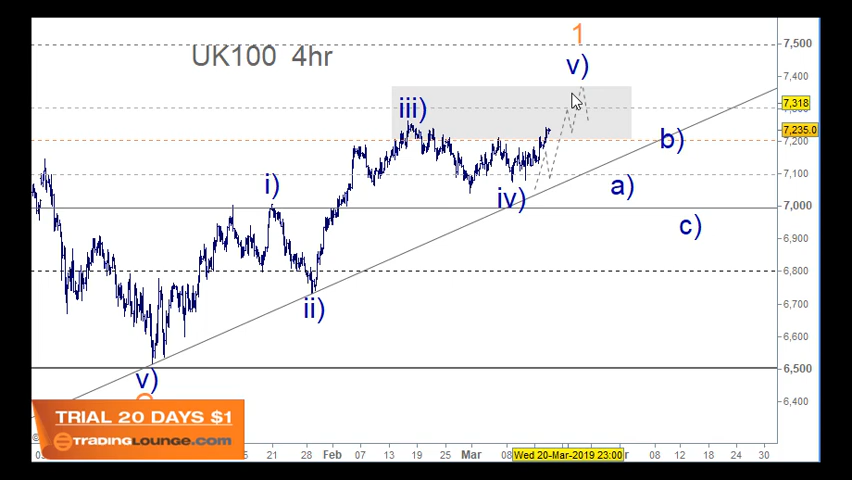 1
7,500
UK100 4hr
v)
7,400
iii)
7,318
7,235.0
7,200
b)
7,100
i)
a)
iv)
7,000
c)
6,900
6,800
ii)
6,700
6,600
v)
6,500
6,400
TRIAL 20 DAYS $1
TRADINGLOUNGE.COM
14 21 28 Feb 07 13 19 25 Mar 08 Wed 20-Mar-2019 23:00 08 12 18 24 30